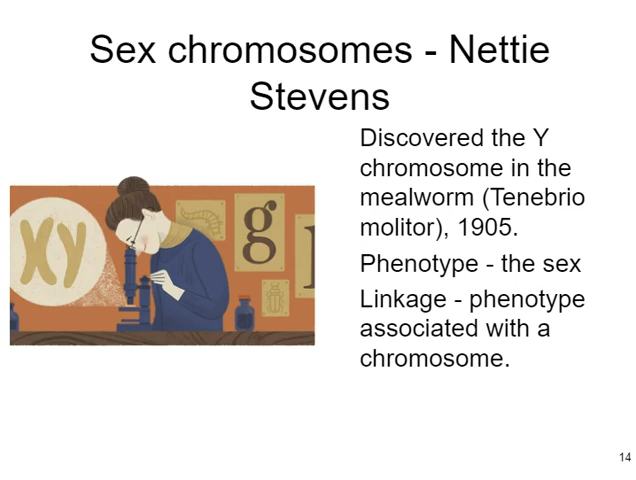 Sex chromosomes - Nettie
Stevens
Discovered the Y
chromosome in the
mealworm (Tenebrio
molitor), 1905.
Phenotype - the sex
Linkage - phenotype
associated with a
chromosome.
XY
g
14